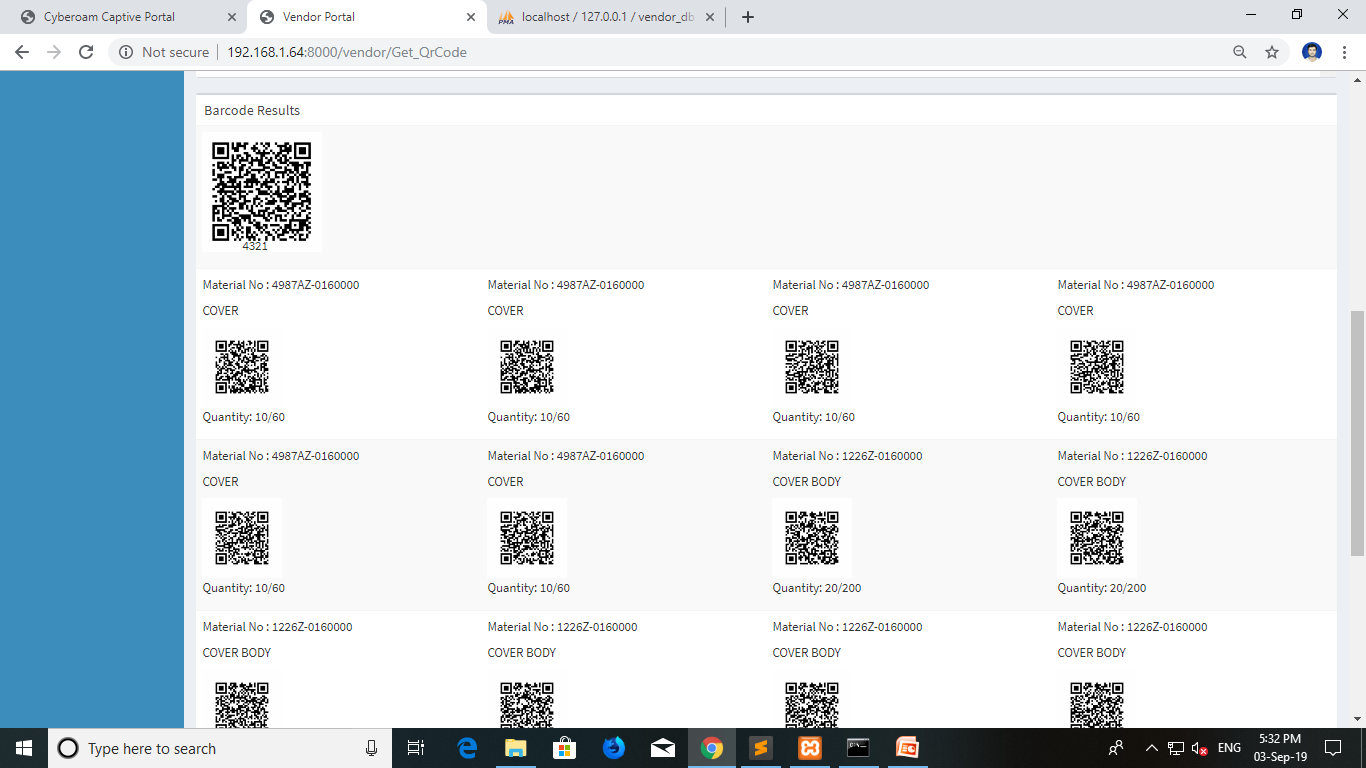 Cyberoam Captive Portal
Vendor Portal
PMA
localhost / 127.0.0.1 / vendor_db
Not secure
192.168.1.64:8000/vendor/Get_QrCode
Barcode Results
4321
Material No : 4987AZ-0160000 Material No : 4987AZ-0160000 Material No : 4987AZ-0160000 Material No : 4987AZ-0160000
COVER COVER COVER COVER
Quantity: 10/60 Quantity: 10/60 Quantity: 10/60 Quantity: 10/60
Material No : 4987AZ-0160000 Material No : 4987AZ-0160000 Material No : 1226Z-0160000 Material No : 1226Z-0160000
COVER COVER COVER BODY COVER BODY
Quantity: 10/60 Quantity: 10/60 Quantity: 20/200 Quantity: 20/200
Material No : 1226Z-0160000 Material No : 1226Z-0160000 Material No : 1226Z-0160000 Material No : 1226Z-0160000
COVER BODY COVER BODY COVER BODY COVER BODY
Type here to search
ENG
5:32 PM
03-Sep-19